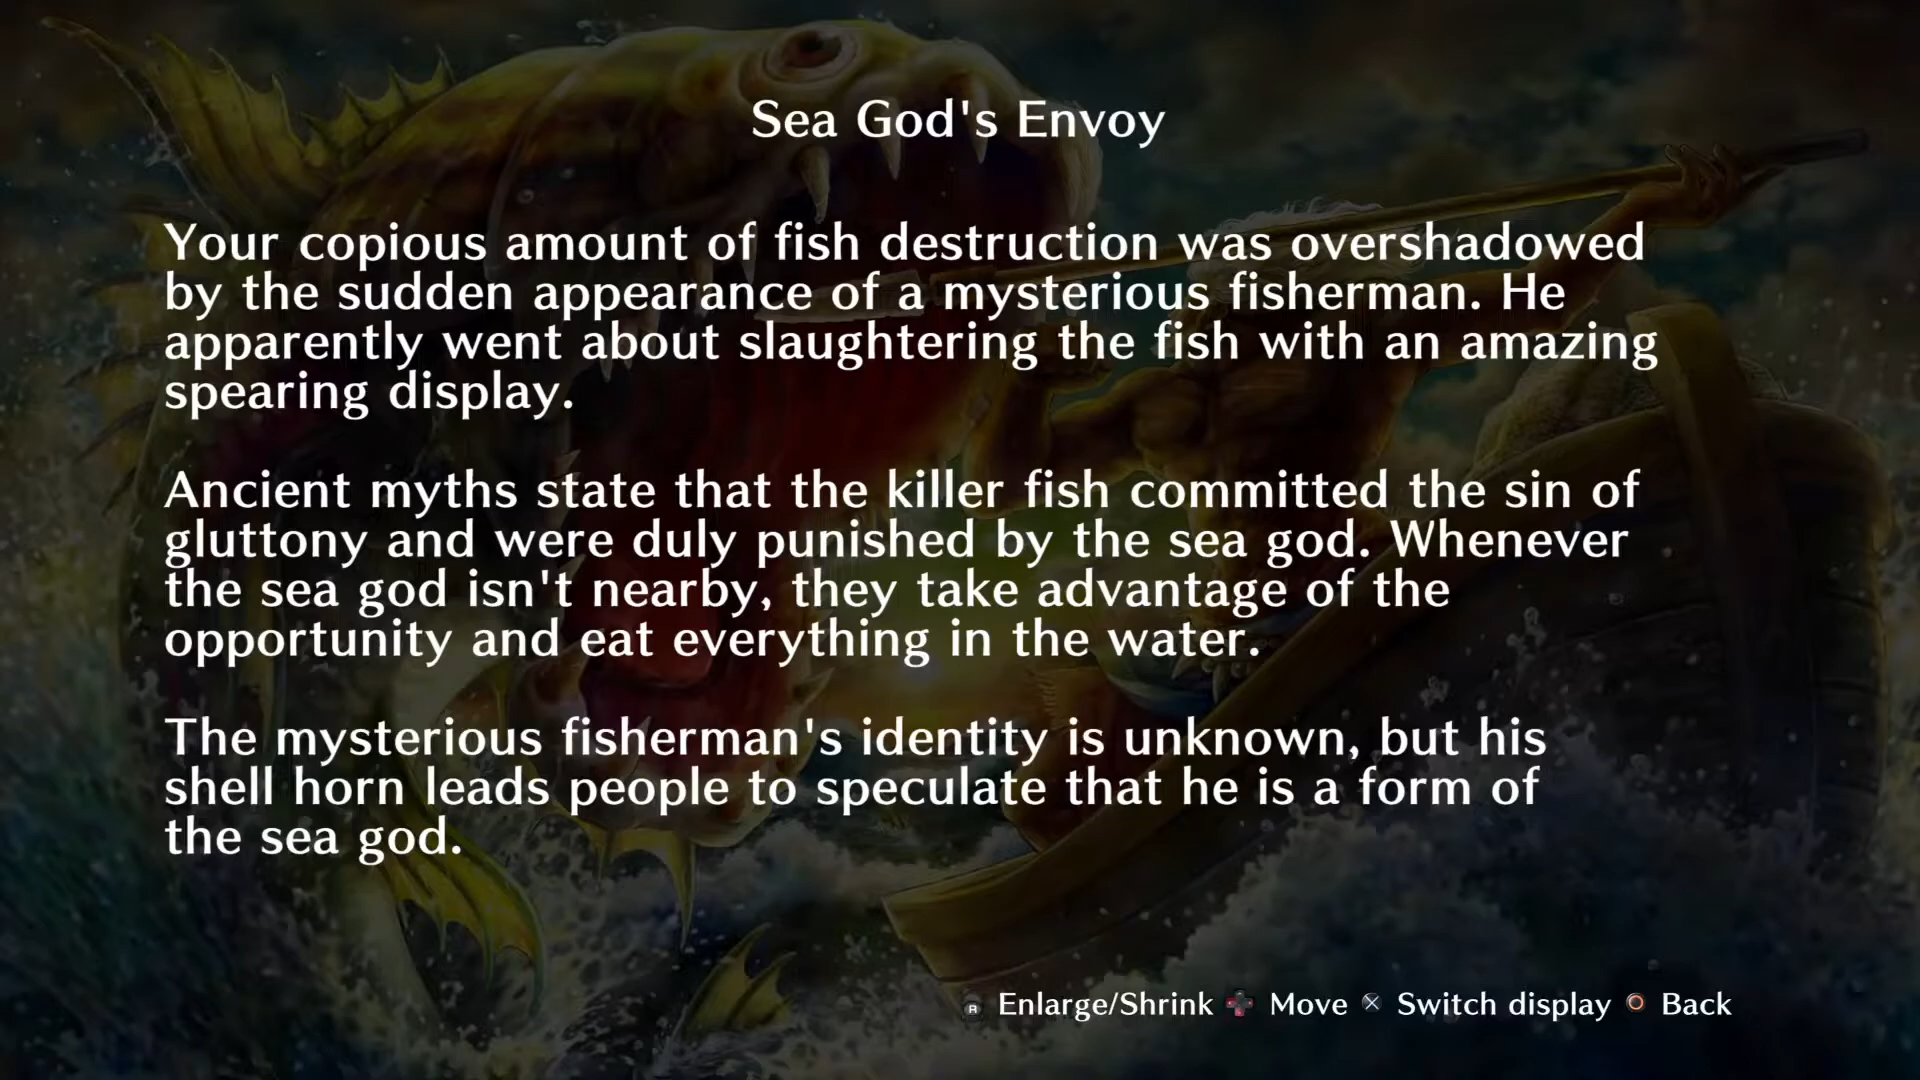 Sea God's Envoy
Your copious amount of fish destruction was overshadowed
by the sudden appearance of a mysterious fisherman. He
apparently went about slaughtering the fish with an amazing
spearing display.
Ancient myths state that the killer fish committed the sin of
gluttony and were duly punished by the sea god. Whenever
the sea god isn't nearby, they take advantage of the
opportunity and eat everything in the water.
The mysterious fisherman's identity is unknown, but his
shell horn leads people to speculate that he is a form of
the sea god.
R Enlarge/Shrink Move Switch display Back